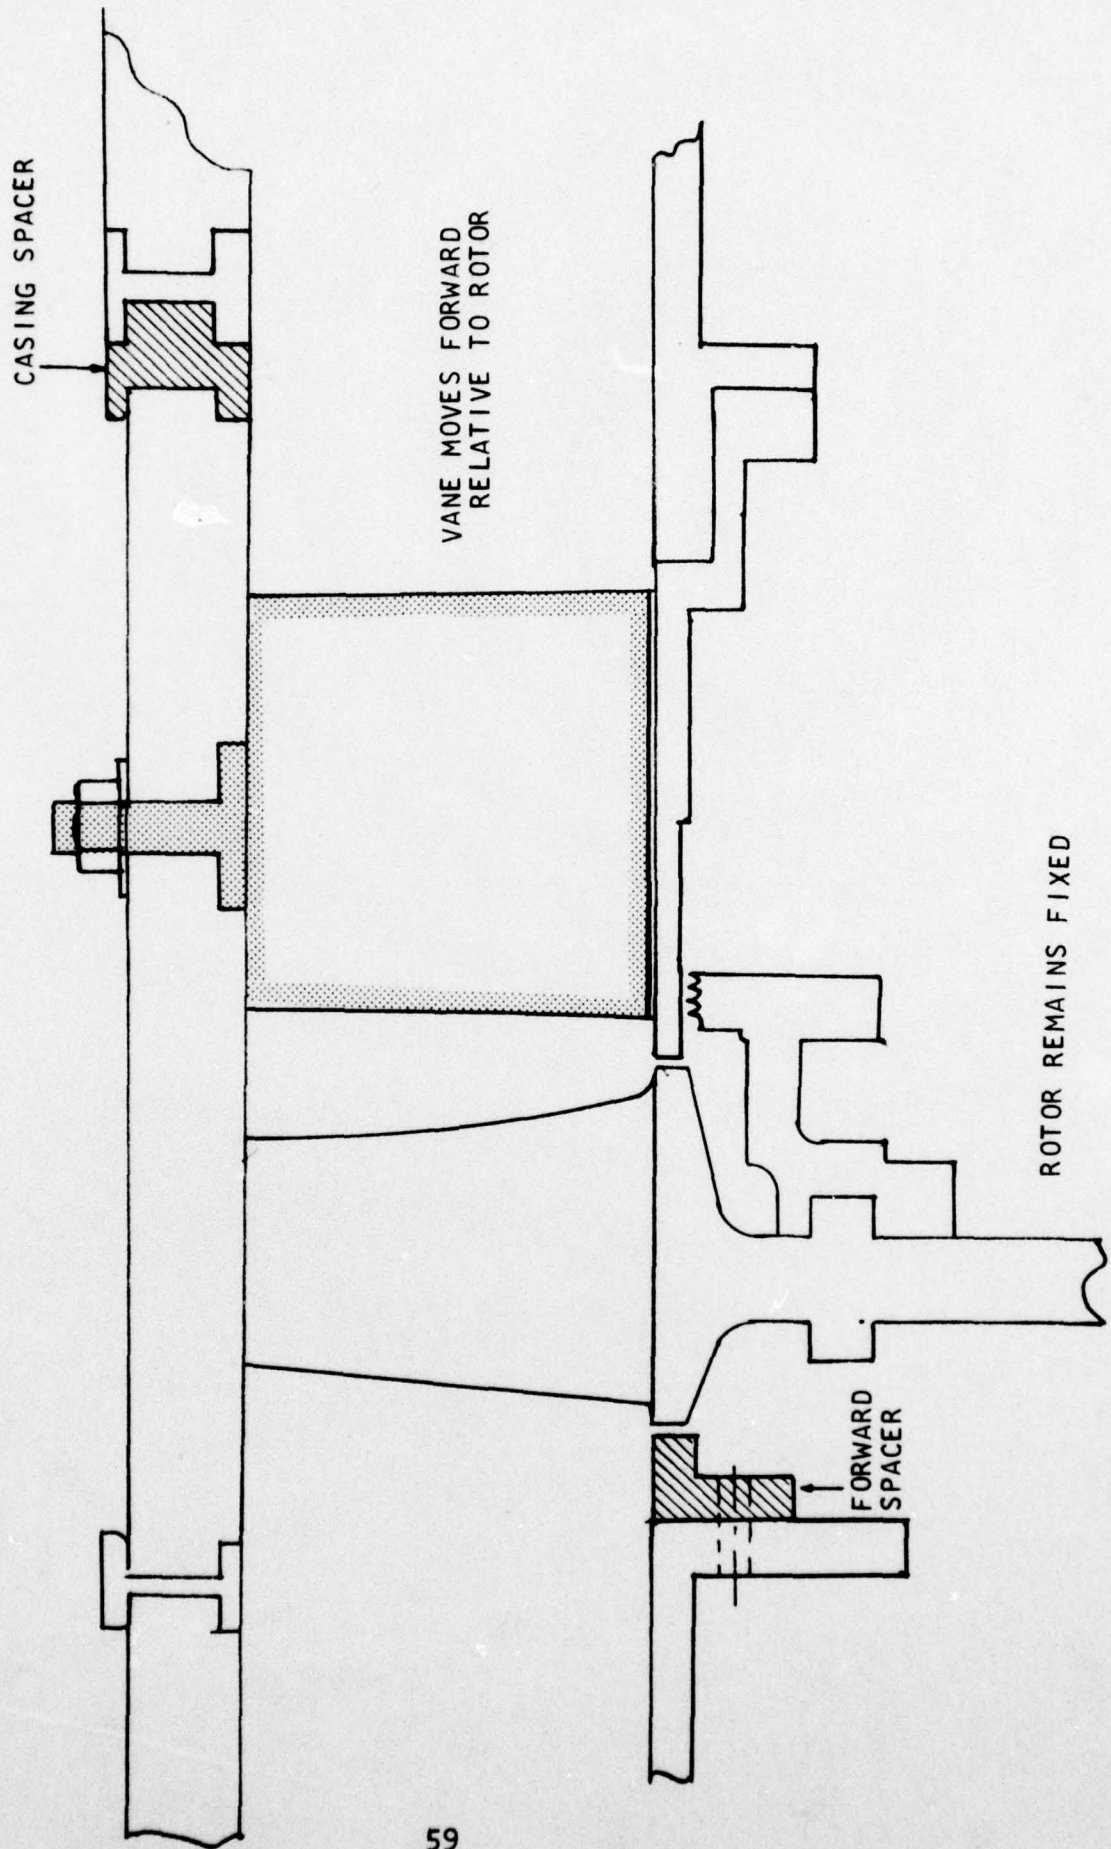 CASING SPACER
VANE MOVES FORWARD
RELATIVE TO ROTOR
ROTOR REMAINS FIXED
FORWARD
SPACER
59